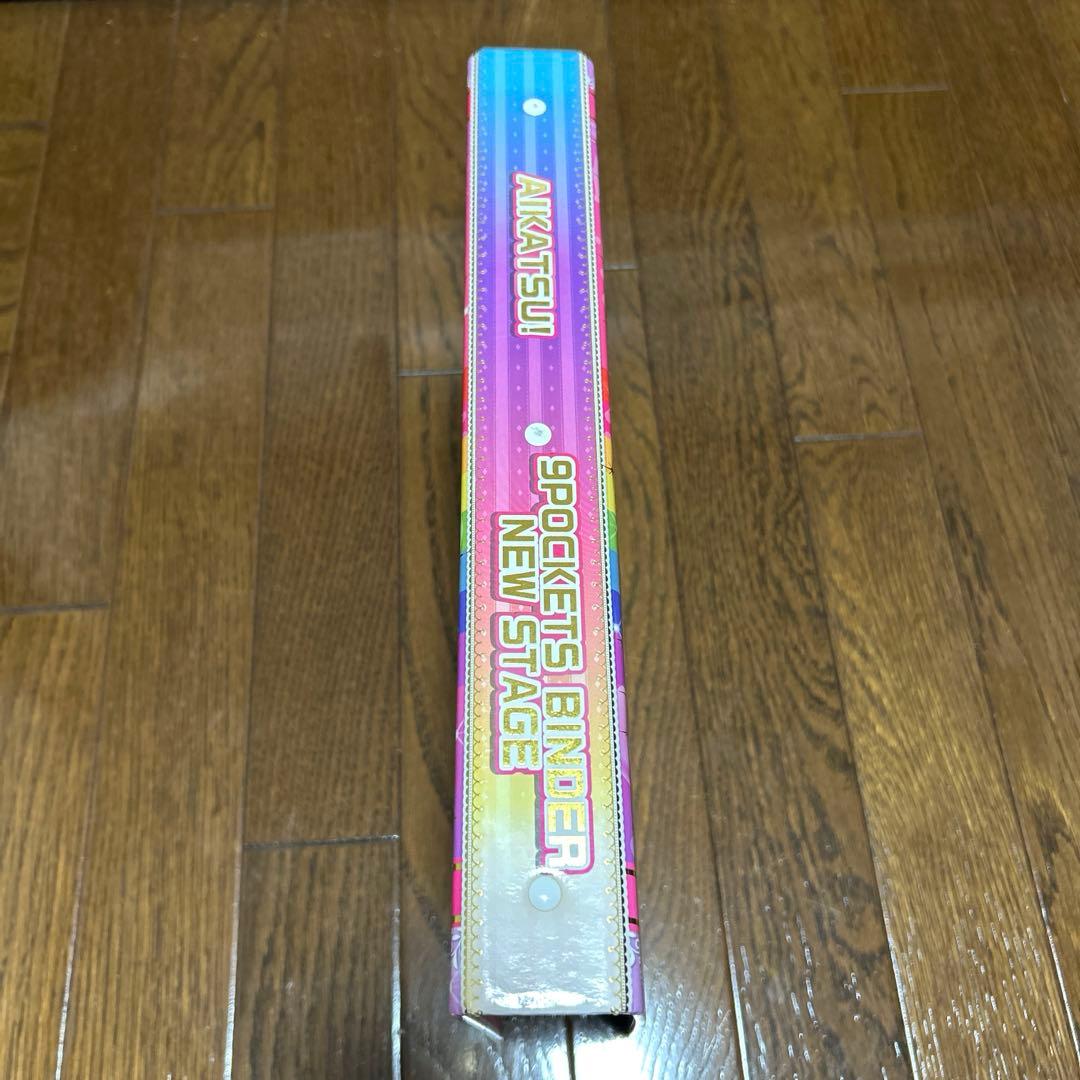 AIKATSU!
9POCKETS BINDER
NEW STAGE